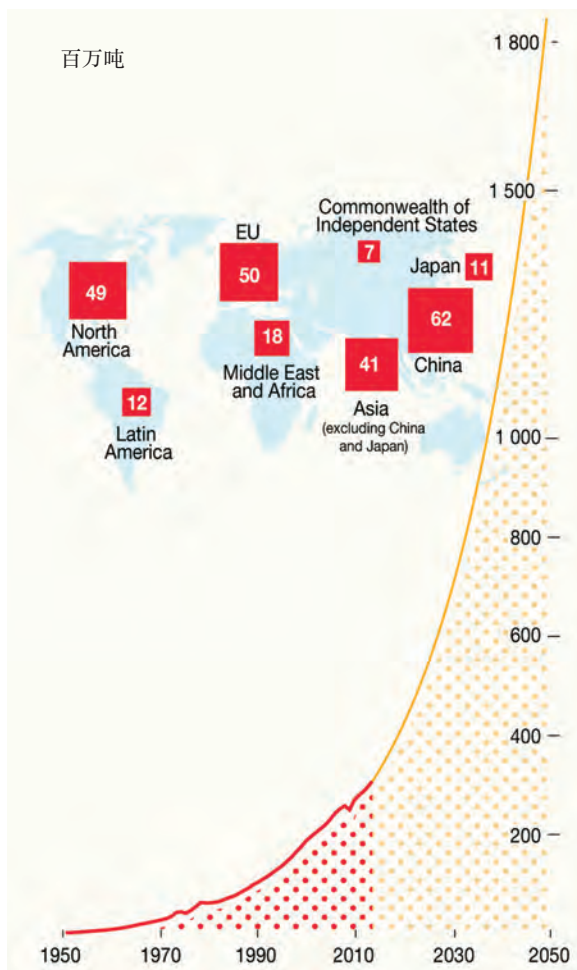 百万吨
1 800
1 500
Commonwealth of
Independent States
7
EU
50
Japan
11
49
North
America
18
Middle East
and Africa
62
China
41
Asia
(excluding China
and Japan)
12
Latin
America
1 000
800
600
400
200
1950
1970
1990
2010
2030
2050